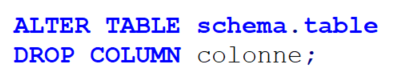 ALTER TABLE schema.table
DROP COLUMN colonne;